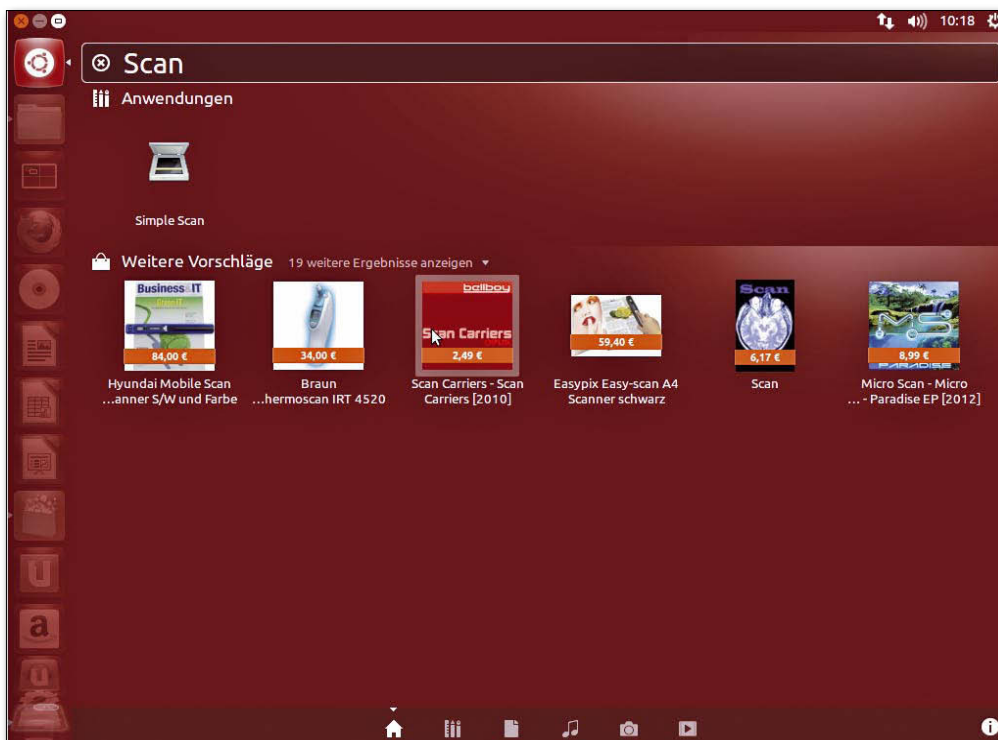 10:18
Scan
Anwendungen
Simple Scan
Weitere Vorschläge 19 weitere Ergebnisse anzeigen
Business IT
84,00 €
34,00 €
bellboy
Scan Carriers
2,49 €
59,40 €
Scan
6,17 €
MS
PARADISE
8,99 €
Hyundai Mobile Scan
...anner S/W und Farbe
Braun
...hermoscan IRT 4520
Scan Carriers - Scan
Carriers [2010]
Easypix Easy-scan A4
Scanner schwarz
Scan
Micro Scan - Micro
... - Paradise EP [2012]